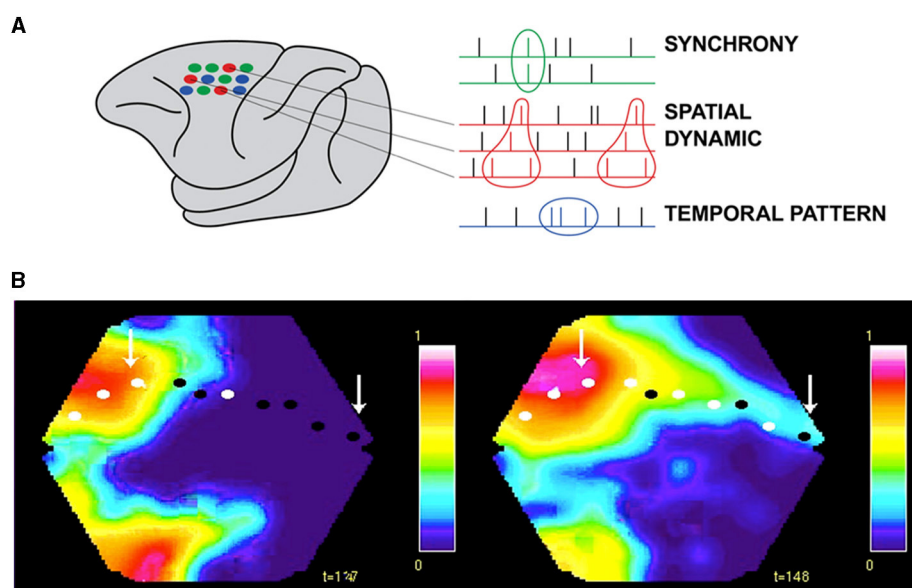 A
SYNCHRONY
SPATIAL
DYNAMIC
TEMPORAL PATTERN
B
1
0
1
0
t=148